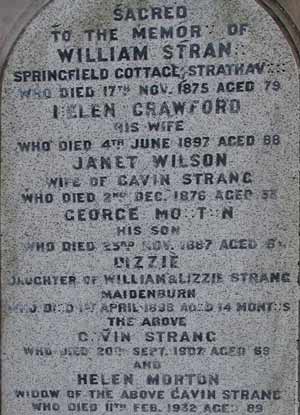 SACRED
TO THE MEMORY OF
WILLIAM STRANG
SPRINGFIELD COTTAGE, STRATHAV
WHO DIED 17TH NOV. 1875 AGED 79
HELEN CRAWFORD
HIS WIFE
WHO DIED 4TH JUNE 1897 AGED 88
JANET WILSON
WIFE OF GAVIN STRANG
WHO DIED 2ND DEC. 1876 AGED
GEORGE MORTON
HIS SON
WHO DIED 23RD NOV. 1887 AGED
LIZZIE
DAUGHTER OF WILLIAM & LIZZIE STRANG
MAIDENBURN
WHO DIED 1ST APRIL 1898 AGED 14 MONTHS
THE ABOVE
GAVIN STRANG
WHO DIED 20TH SEPT. 1907 AGED 69
AND
HELEN MORTON
WIDOW OF THE ABOVE GAVIN STRANG
WHO DIED 11TH FEB. 1932 AGED 89